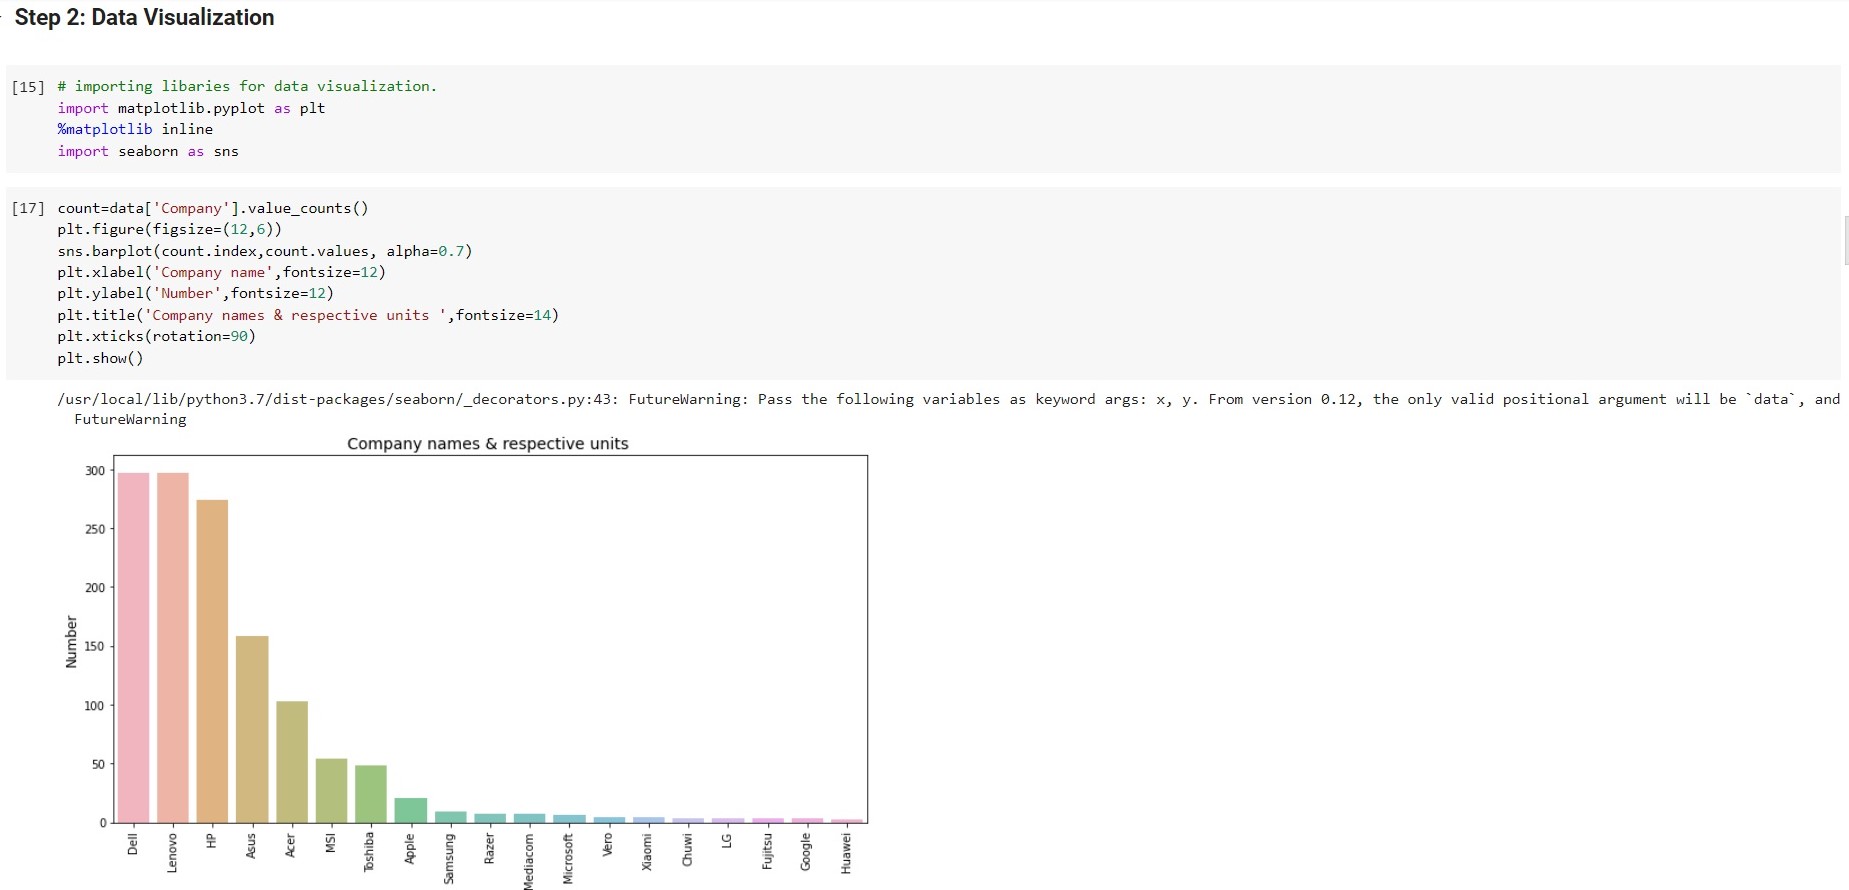 Step 2: Data Visualization
[15] # importing libaries for data visualization.
import matplotlib.pyplot as plt
%matplotlib inline
import seaborn as sns
[17] count=data['Company'].value_counts()
plt.figure(figsize=(12,6))
sns.barplot(count.index,count.values, alpha=0.7)
plt.xlabel('Company name',fontsize=12)
plt.ylabel('Number',fontsize=12)
plt.title('Company names & respective units ',fontsize=14)
plt.xticks(rotation=90)
plt.show()
/usr/local/lib/python3.7/dist-packages/seaborn/_decorators.py:43: FutureWarning: Pass the following variables as keyword args: x, y. From version 0.12, the only valid positional argument will be `data`, and
FutureWarning
Company names & respective units
300
250
200
150
100
50
0
Number
Dell
Lenovo
HP
Asus
Acer
MSI
Toshiba
Apple
Samsung
Razer
Mediacom
Microsoft
Vero
Xiaomi
Chuwi
LG
Fujitsu
Google
Huawei